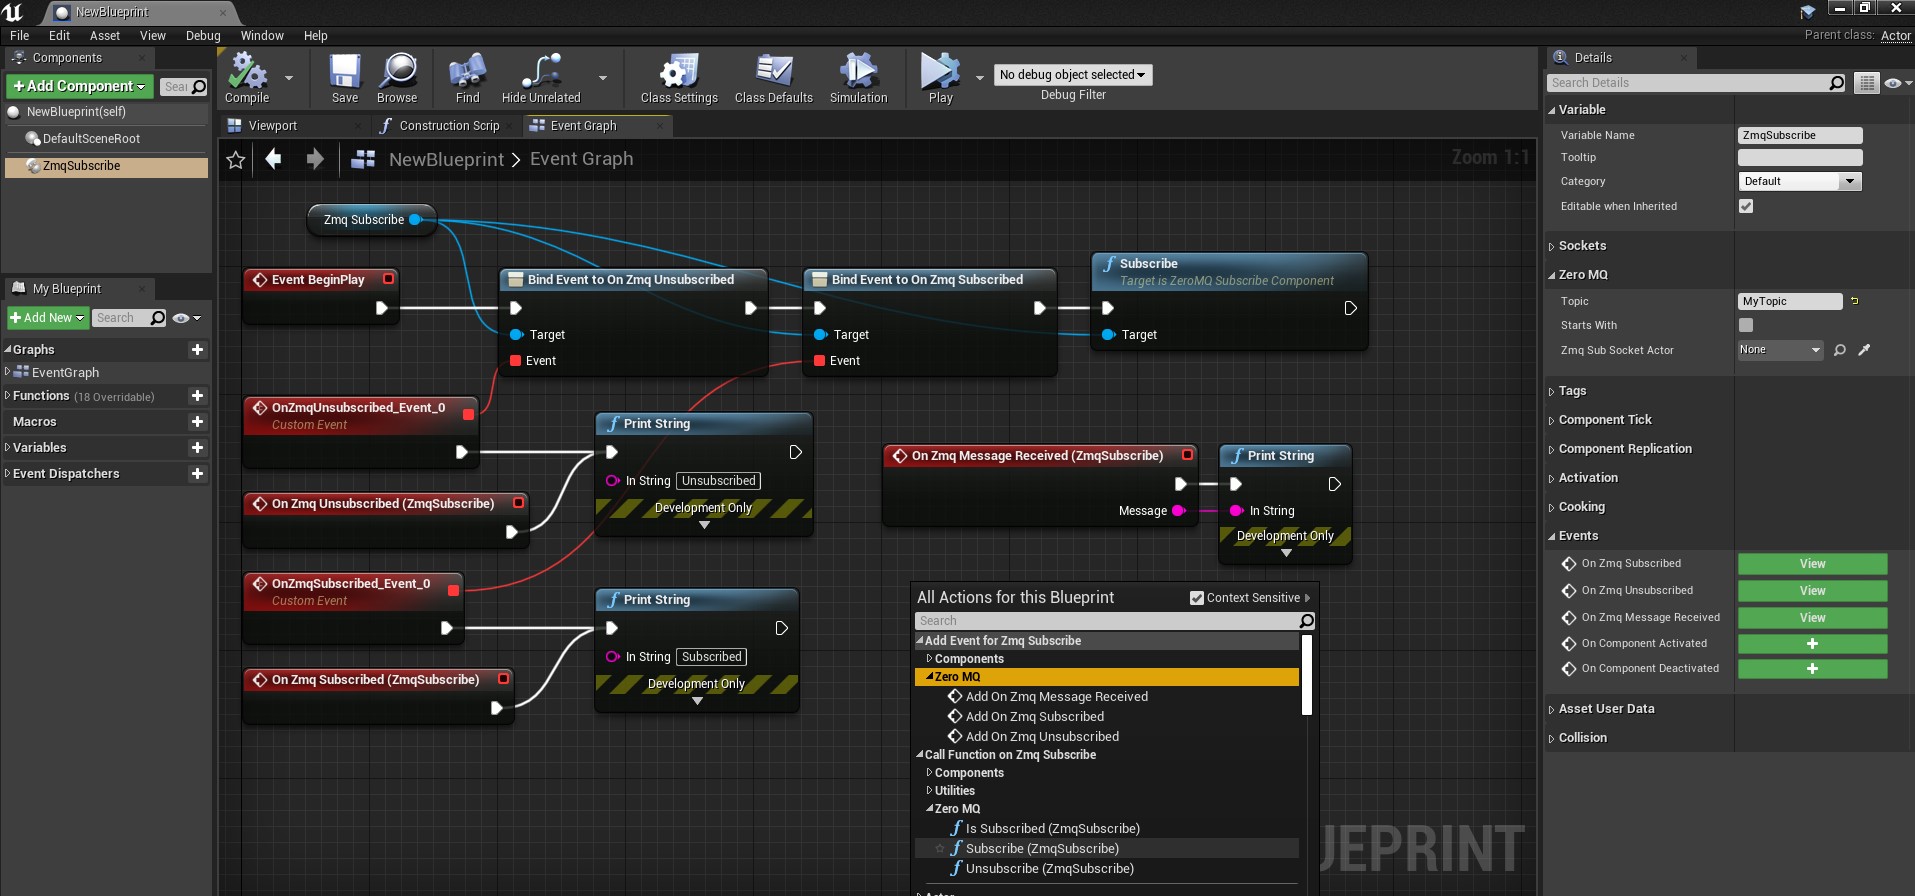 NewBlueprint
File Edit Asset View Debug Window Help
Parent class: Actor
Components
Add Component
Sear
NewBlueprint(self)
DefaultSceneRoot
ZmqSubscribe
My Blueprint
Add New
Search
Graphs
EventGraph
Functions (18 Overridable)
Macros
Variables
Event Dispatchers
Compile
Save
Browse
Find
Hide Unrelated
Class Settings
Class Defaults
Simulation
Play
No debug object selected
Debug Filter
Viewport
Construction Scrip
Event Graph
NewBlueprint > Event Graph
Zoom 1:1
Zmq Subscribe
Event BeginPlay
Bind Event to On Zmq Unsubscribed
Target
Event
Bind Event to On Zmq Subscribed
Target
Event
Subscribe
Target is ZeroMQ Subscribe Component
Target
OnZmqUnsubscribed_Event_0
Custom Event
Print String
In String Unsubscribed
Development Only
On Zmq Unsubscribed (ZmqSubscribe)
On Zmq Message Received (ZmqSubscribe)
Message
Print String
In String
Development Only
OnZmqSubscribed_Event_0
Custom Event
Print String
In String Subscribed
Development Only
On Zmq Subscribed (ZmqSubscribe)
All Actions for this Blueprint
Context Sensitive
Search
Add Event for Zmq Subscribe
Components
Zero MQ
Add On Zmq Message Received
Add On Zmq Subscribed
Add On Zmq Unsubscribed
Call Function on Zmq Subscribe
Components
Utilities
Zero MQ
Is Subscribed (ZmqSubscribe)
Subscribe (ZmqSubscribe)
Unsubscribe (ZmqSubscribe)
UEPRINT
Details
Search Details
Variable
Variable Name ZmqSubscribe
Tooltip
Category Default
Editable when Inherited
Sockets
Zero MQ
Topic MyTopic
Starts With
Zmq Sub Socket Actor None
Tags
Component Tick
Component Replication
Activation
Cooking
Events
On Zmq Subscribed View
On Zmq Unsubscribed View
On Zmq Message Received View
On Component Activated +
On Component Deactivated +
Asset User Data
Collision